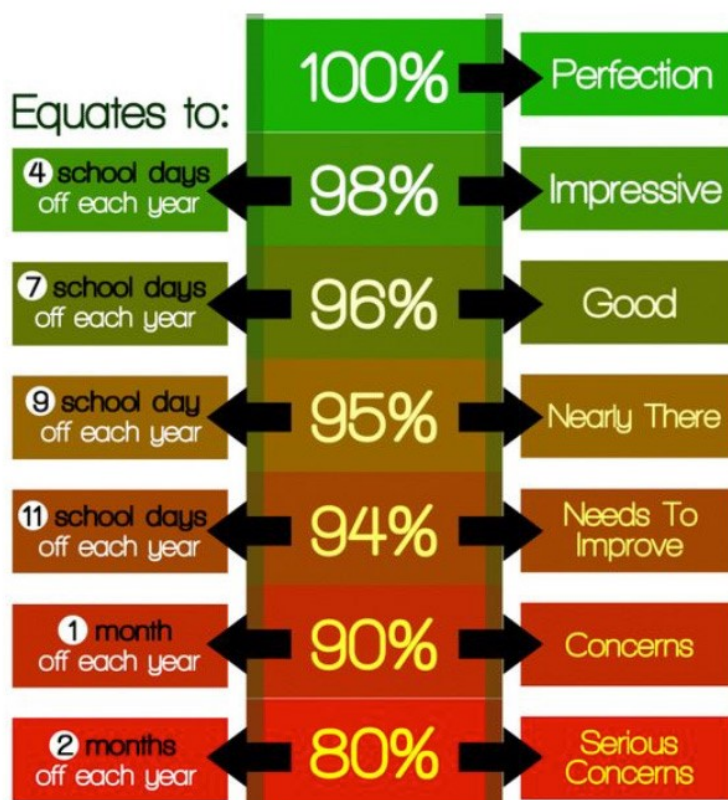 100%
Perfection
Equates to:
4 school days
off each year
98%
Impressive
7 school days
off each year
96%
Good
9 school day
off each year
95%
Nearly There
11 school days
off each year
94%
Needs To
Improve
1 month
off each year
90%
Concerns
2 months
off each year
80%
Serious
Concerns